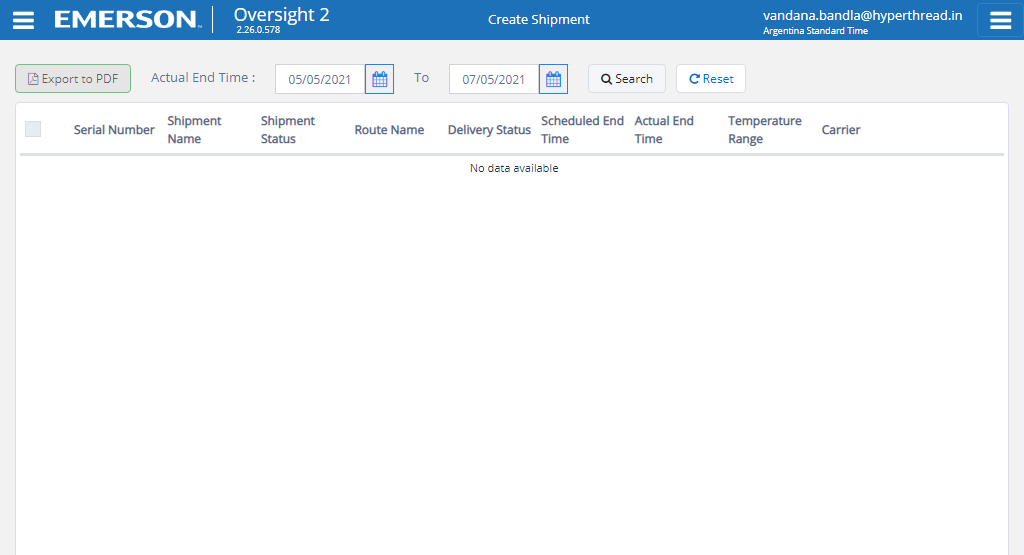 EMERSON™
Oversight 2
2.26.0.578
Create Shipment
vandana.bandla@hyperthread.in
Argentina Standard Time
Export to PDF
Actual End Time :
05/05/2021
To
07/05/2021
Search
Reset
Serial Number
Shipment
Name
Shipment
Status
Route Name
Delivery Status
Scheduled End
Time
Actual End
Time
Temperature
Range
Carrier
No data available